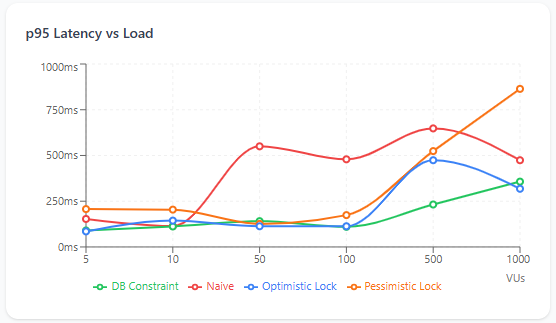 p95 Latency vs Load
1000ms
750ms
500ms
250ms
0ms
5 10 50 100 500 1000
VUs
DB Constraint Naive Optimistic Lock Pessimistic Lock